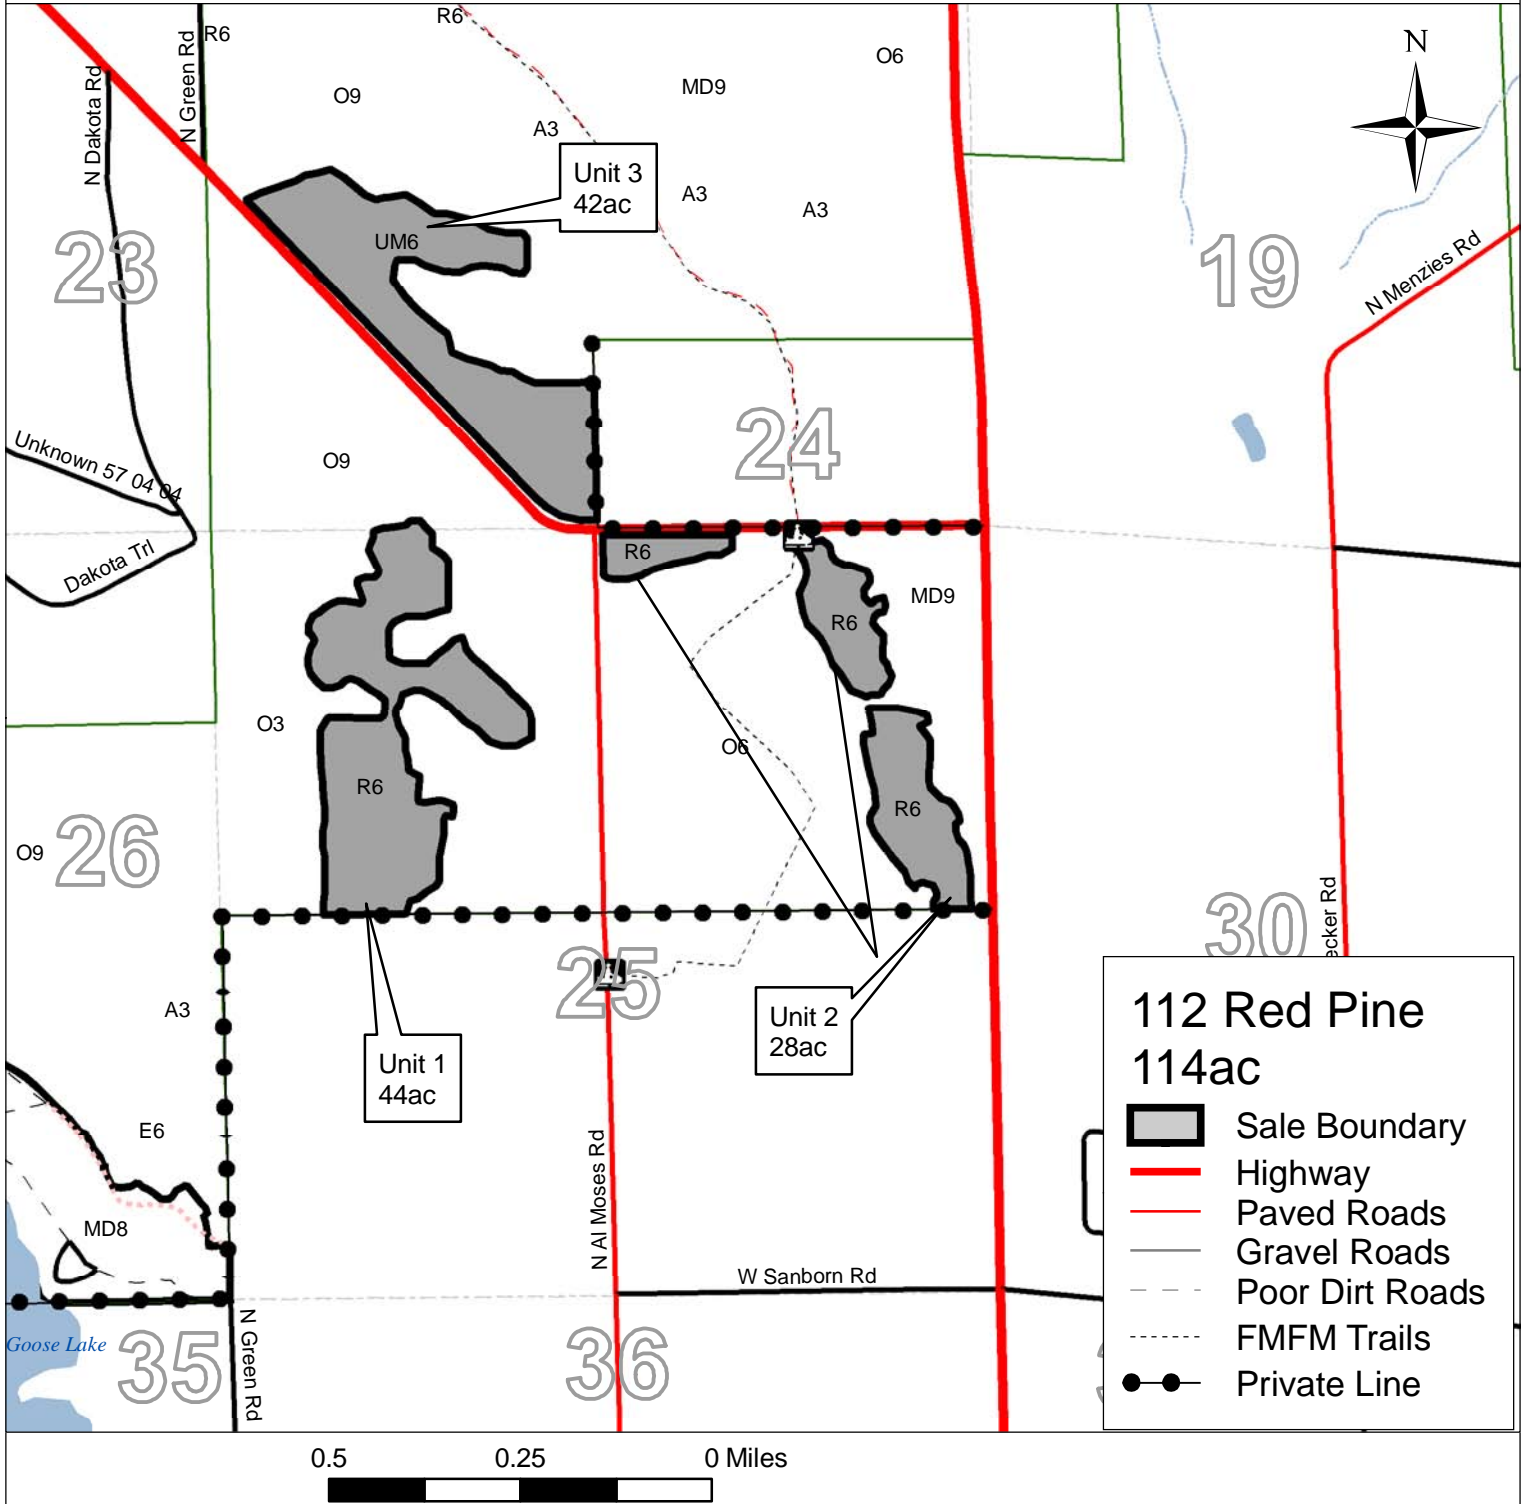 R6
R6
O6
N
N Green Rd
N Dakota Rd
O9
MD9
A3
Unit 3
42ac
A3
A3
UM6
23
19
N Menzies Rd
24
Unknown 57 04 04
O9
Dakota Trl
R6
MD9
R6
O3
O6
R6
R6
26
O9
30
ecker Rd
25
A3
Unit 2
28ac
Unit 1
44ac
E6
N Al Moses Rd
MD8
W Sanborn Rd
Goose Lake
35
N Green Rd
36
112 Red Pine
114ac
Sale Boundary
Highway
Paved Roads
Gravel Roads
Poor Dirt Roads
FMFM Trails
Private Line
0.5 0.25 0 Miles